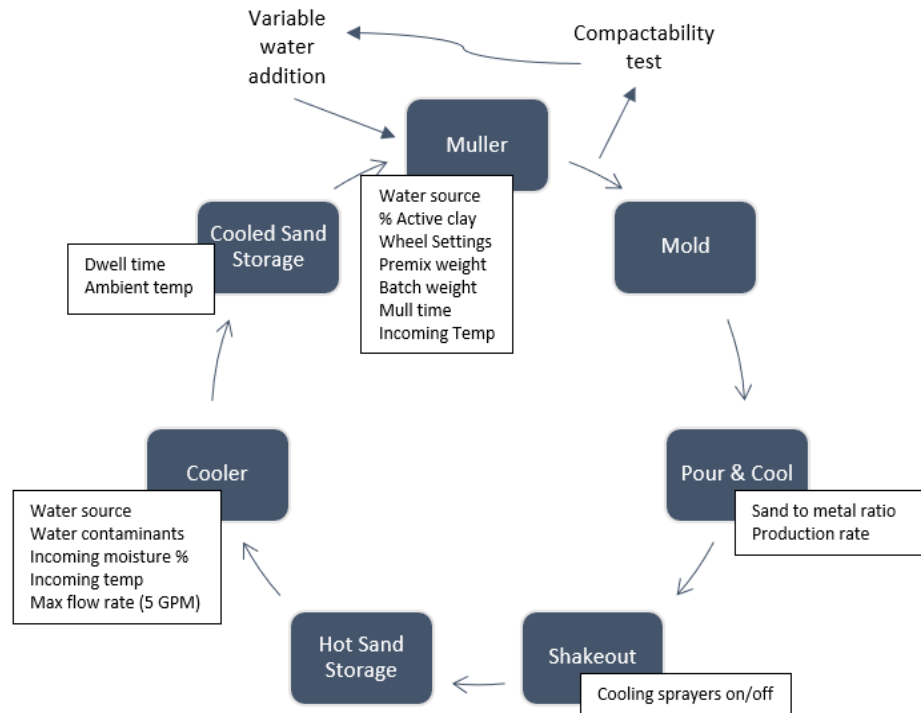 Variable
water
addition
Compactability
test
Muller
Water source
% Active clay
Wheel Settings
Premix weight
Batch weight
Mull time
Incoming Temp
Mold
Pour & Cool
Sand to metal ratio
Production rate
Shakeout
Cooling sprayers on/off
Hot Sand
Storage
Cooler
Water source
Water contaminants
Incoming moisture %
Incoming temp
Max flow rate (5 GPM)
Cooled Sand
Storage
Dwell time
Ambient temp